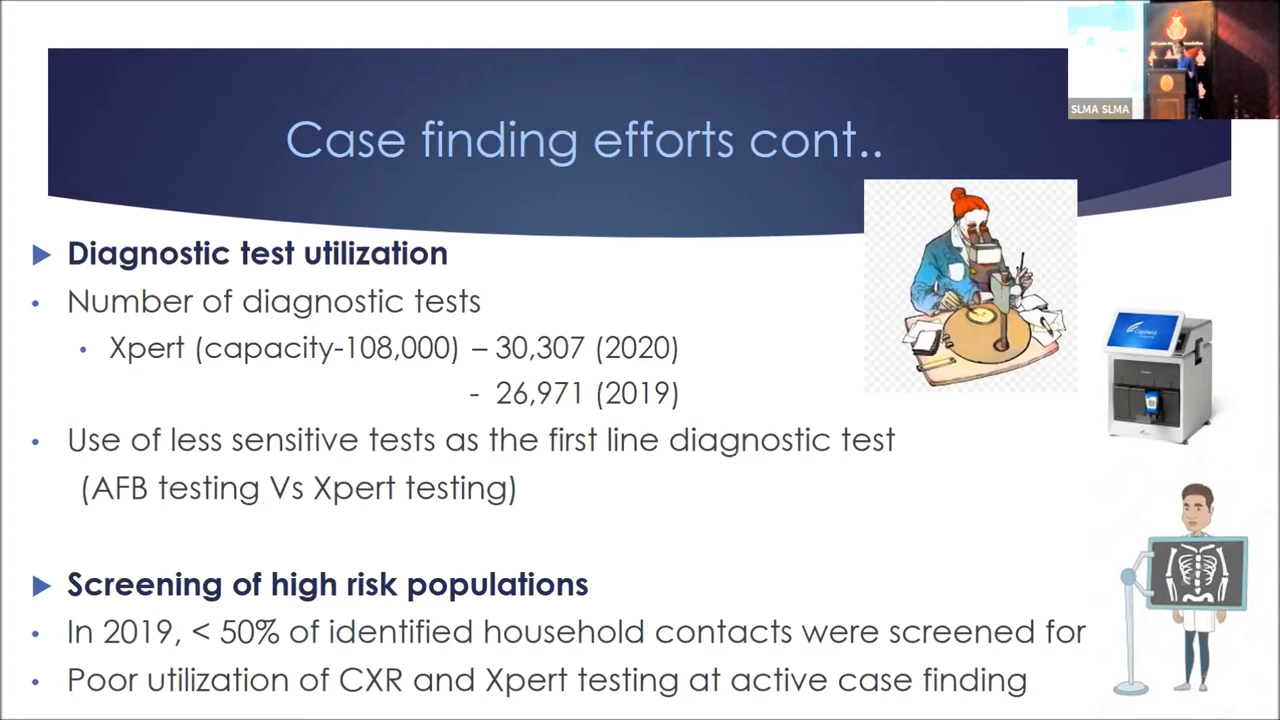 SLMA SLMA
Case finding efforts cont..
Diagnostic test utilization
Number of diagnostic tests
Xpert (capacity-108,000) – 30,307 (2020)
- 26,971 (2019)
Use of less sensitive tests as the first line diagnostic test
(AFB testing Vs Xpert testing)
Screening of high risk populations
In 2019, < 50% of identified household contacts were screened for
Poor utilization of CXR and Xpert testing at active case finding